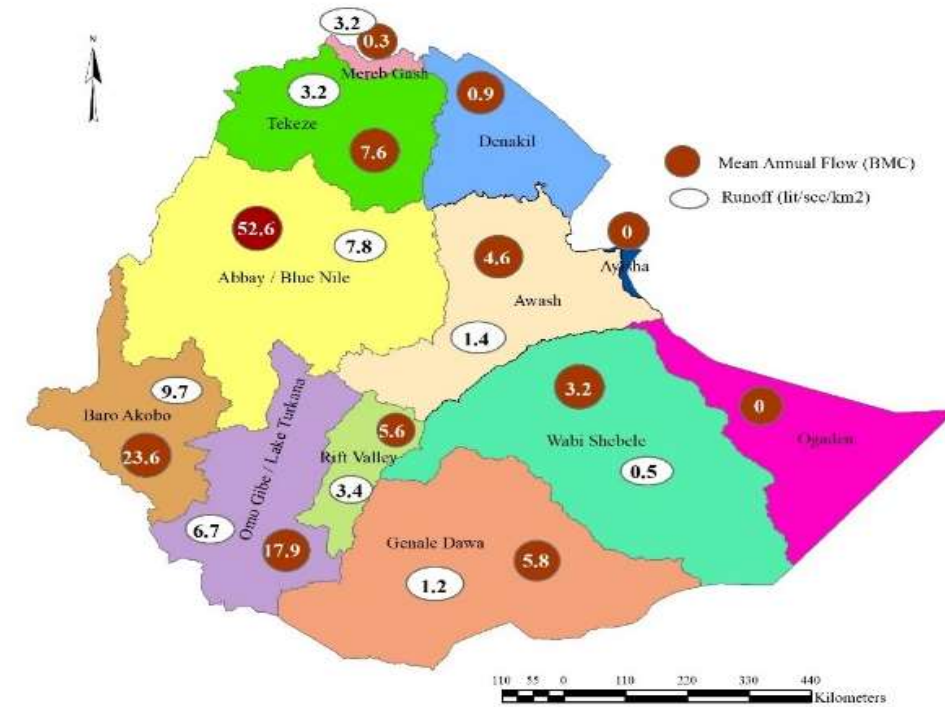 3.2
0.3
N
Mereb Gash
3.2
Tekeze
7.6
0.9
Denakil
Mean Annual Flow (BMC)
Runoff (lit/sec/km2)
52.6
7.8
Abbay / Blue Nile
4.6
Awash
1.4
0
Ayisha
9.7
Baro Akobo
23.6
Omo Gibe / Lake Turkana
6.7
17.9
5.6
Rift Valley
3.4
3.2
Wabi Shebele
0.5
0
Ogaden
Genale Dawa
5.8
1.2
110 55 0 110 220 330 440
Kilometers